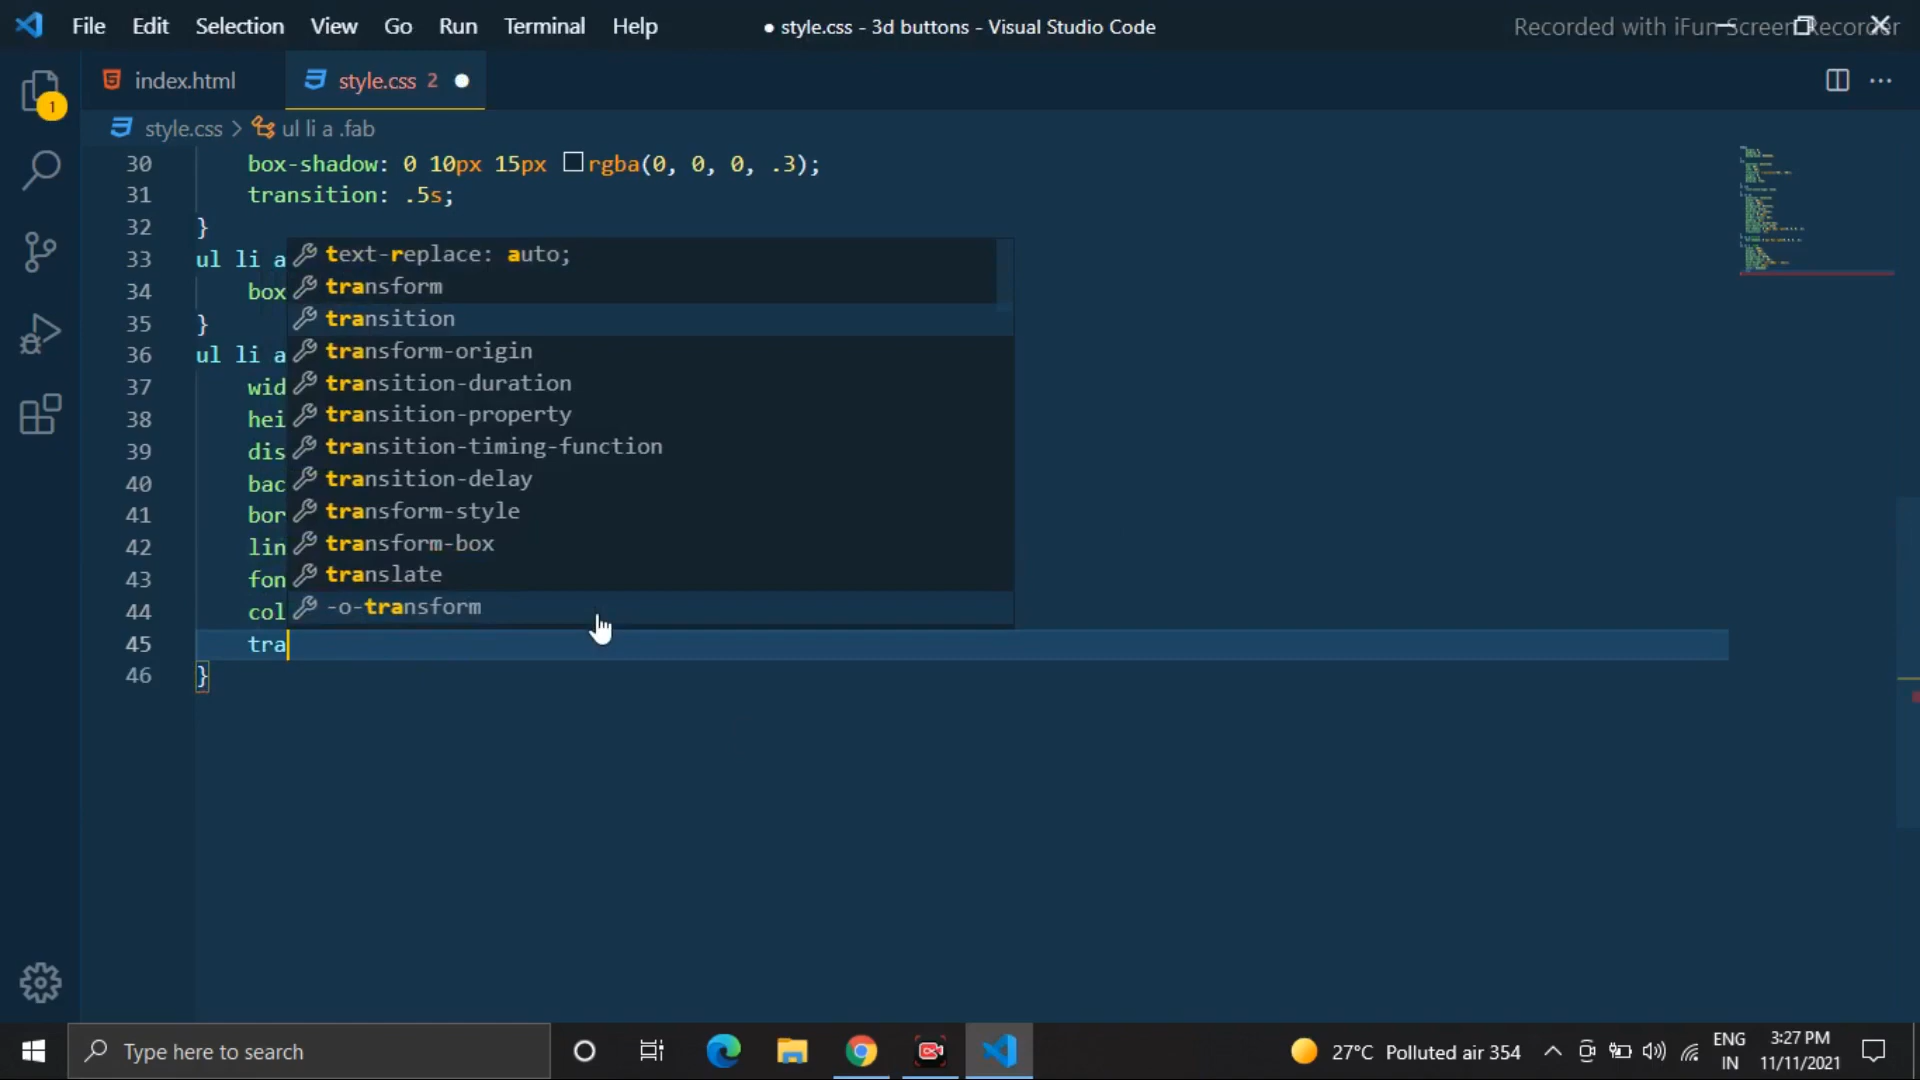 File Edit Selection View Go Run Terminal Help
● style.css - 3d buttons - Visual Studio Code
Recorded with iFun Screen Recorder
1
index.html
style.css 2
style.css > ul li a .fab
30 box-shadow: 0 10px 15px rgba(0, 0, 0, .3);
31 transition: .5s;
32 }
33 ul li a
34 box
35 }
36 ul li a
37 wid
38 hei
39 dis
40 bac
41 bor
42 lin
43 fon
44 col
45 tra
46 }
text-replace: auto;
transform
transition
transform-origin
transition-duration
transition-property
transition-timing-function
transition-delay
transform-style
transform-box
translate
-o-transform
Type here to search
27°C Polluted air 354
ENG
IN
3:27 PM
11/11/2021